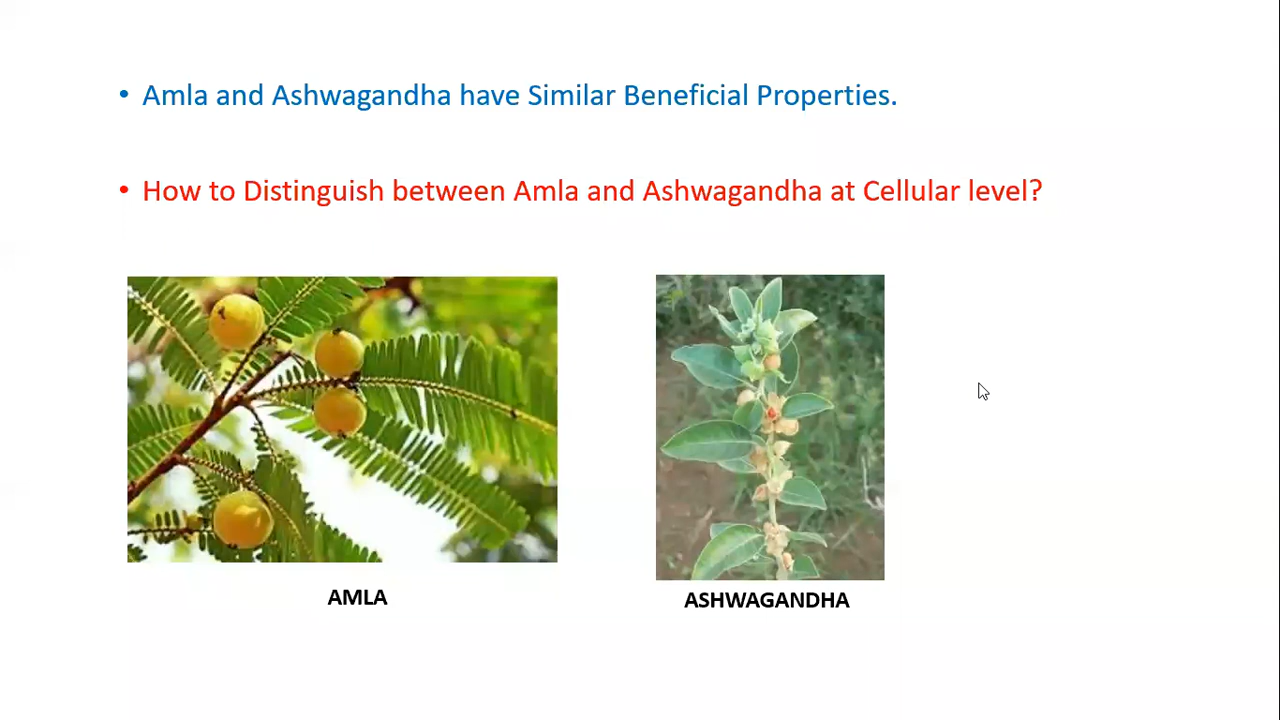 • Amla and Ashwagandha have Similar Beneficial Properties.
• How to Distinguish between Amla and Ashwagandha at Cellular level?
AMLA
ASHWAGANDHA